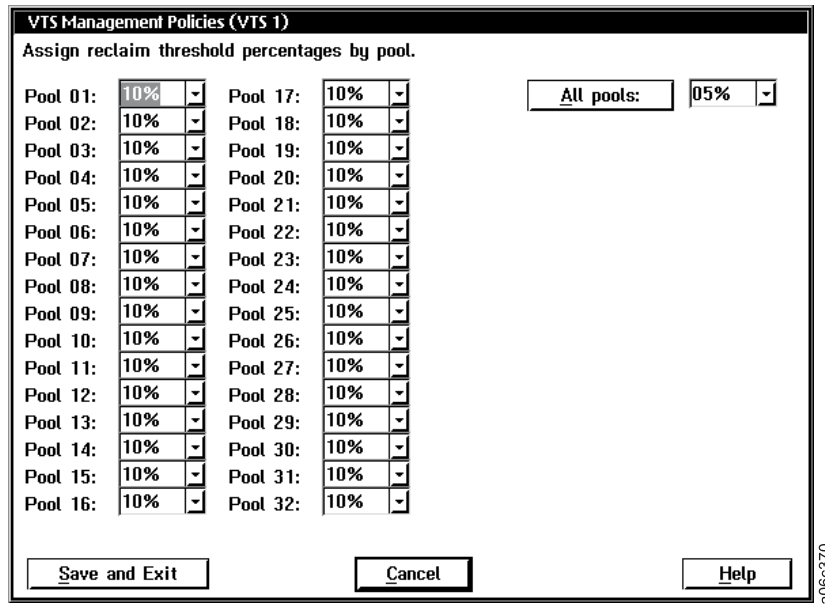 VTS Management Policies (VTS 1)
Assign reclaim threshold percentages by pool.
Pool 01: 10% Pool 17: 10% All pools: 05%
Pool 02: 10% Pool 18: 10%
Pool 03: 10% Pool 19: 10%
Pool 04: 10% Pool 20: 10%
Pool 05: 10% Pool 21: 10%
Pool 06: 10% Pool 22: 10%
Pool 07: 10% Pool 23: 10%
Pool 08: 10% Pool 24: 10%
Pool 09: 10% Pool 25: 10%
Pool 10: 10% Pool 26: 10%
Pool 11: 10% Pool 27: 10%
Pool 12: 10% Pool 28: 10%
Pool 13: 10% Pool 29: 10%
Pool 14: 10% Pool 30: 10%
Pool 15: 10% Pool 31: 10%
Pool 16: 10% Pool 32: 10%
Save and Exit Cancel Help